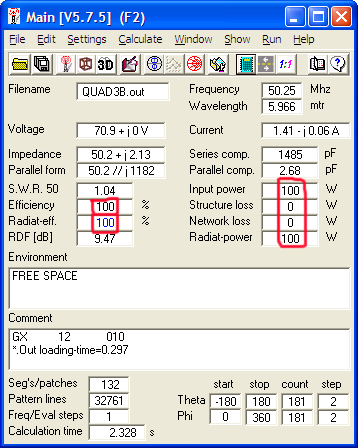 Main [V5.7.5] (F2)
File Edit Settings Calculate Window Show Run Help
3D 1:1
Filename QUAD3B.out Frequency 50.25 Mhz
Wavelength 5.966 mtr
Voltage 70.9 + j 0 V Current 1.41 - j 0.06 A
Impedance 50.2 + j 2.13 Series comp. 1485 pF
Parallel form 50.2 // j 1182 Parallel comp. 2.68 pF
S.W.R. 50 1.04 Input power 100 W
Efficiency 100 % Structure loss 0 W
Radiat-eff. 100 % Network loss 0 W
RDF [dB] 9.47 Radiat-power 100 W
Environment
FREE SPACE
Comment
GX 12 010
*.Out loading-time=0.297
Seg's/patches 132 start stop count step
Pattern lines 32761 Theta -180 180 181 2
Freq/Eval steps 1 Phi 0 360 181 2
Calculation time 2.328 s